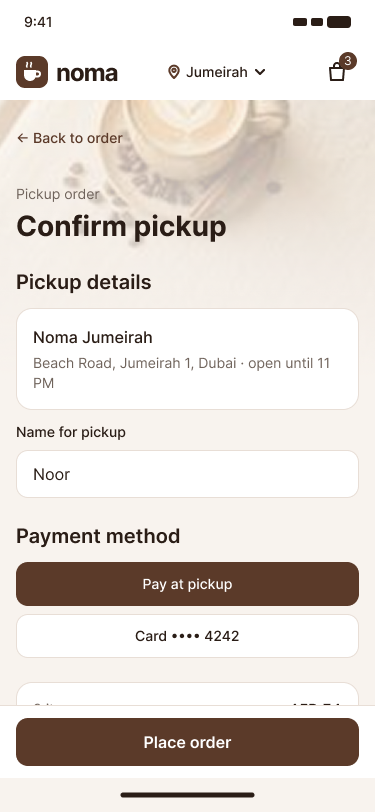 9:41
noma
Jumeirah
3
← Back to order
Pickup order
Confirm pickup
Pickup details
Noma Jumeirah
Beach Road, Jumeirah 1, Dubai · open until 11
PM
Name for pickup
Noor
Payment method
Pay at pickup
Card •••• 4242
Place order